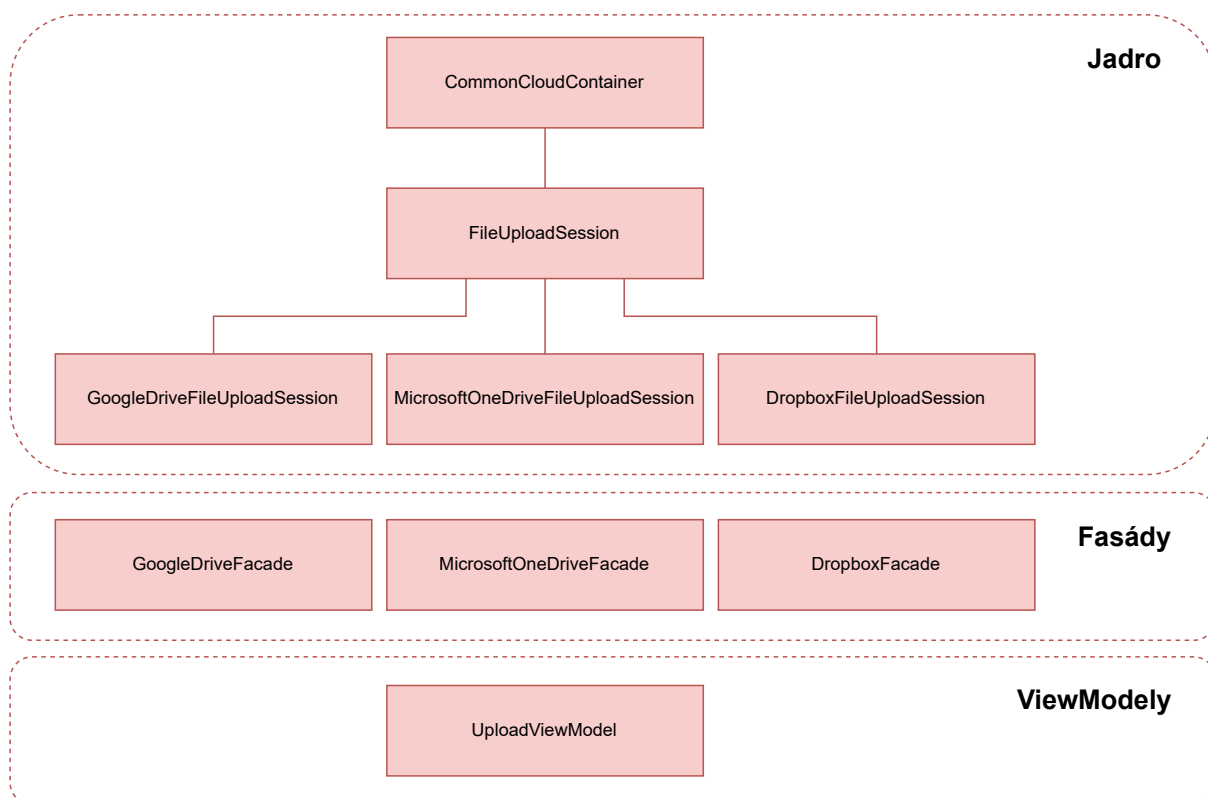 Jadro
CommonCloudContainer
FileUploadSession
GoogleDriveFileUploadSession
MicrosoftOneDriveFileUploadSession
DropboxFileUploadSession
Fasády
GoogleDriveFacade
MicrosoftOneDriveFacade
DropboxFacade
ViewModely
UploadViewModel